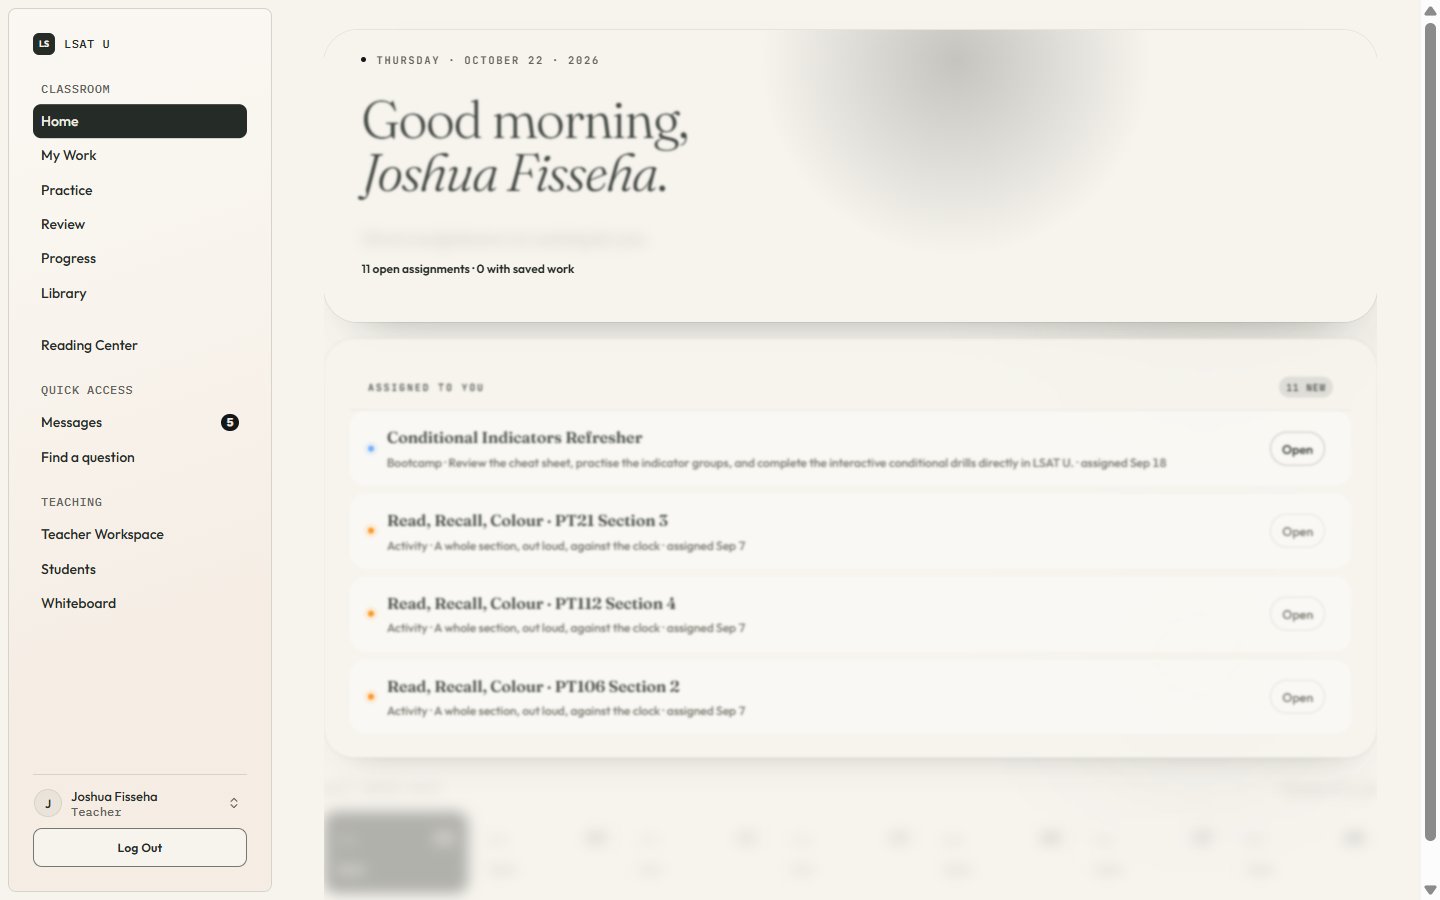 LS LSAT U
CLASSROOM
Home
My Work
Practice
Review
Progress
Library
Reading Center
QUICK ACCESS
Messages 5
Find a question
TEACHING
Teacher Workspace
Students
Whiteboard
J Joshua Fisseha
Teacher
Log Out
THURSDAY · OCTOBER 22 · 2026
Good morning,
Joshua Fisseha.
11 open assignments · 0 with saved work
ASSIGNED TO YOU 11 NEW
Conditional Indicators Refresher
Bootcamp · Review the cheat sheet, practise the indicator groups, and complete the interactive conditional drills directly in LSAT U. · assigned Sep 18
Open
Read, Recall, Colour · PT21 Section 3
Activity · A whole section, out loud, against the clock · assigned Sep 7
Open
Read, Recall, Colour · PT112 Section 4
Activity · A whole section, out loud, against the clock · assigned Sep 7
Open
Read, Recall, Colour · PT106 Section 2
Activity · A whole section, out loud, against the clock · assigned Sep 7
Open